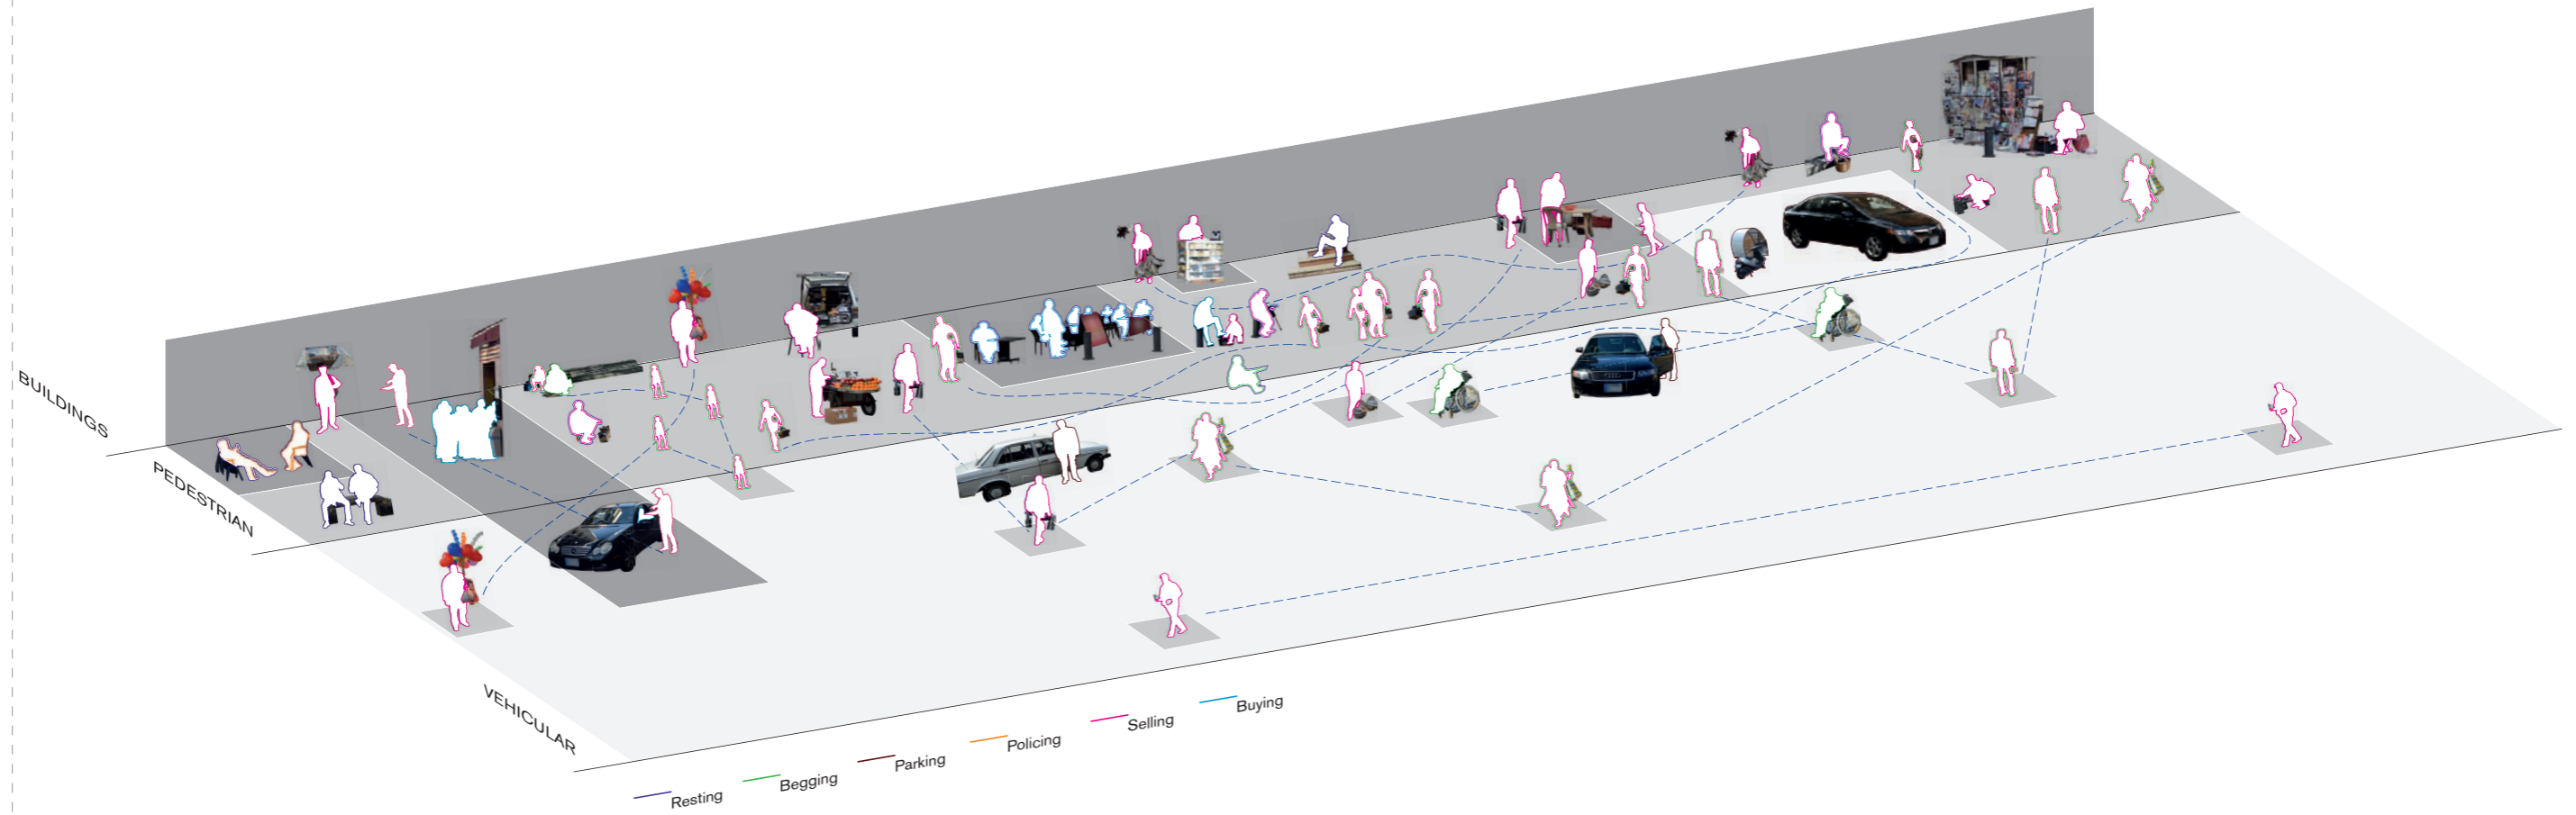 BUILDINGS
PEDESTRIAN
VEHICULAR
Resting
Begging
Parking
Policing
Selling
Buying